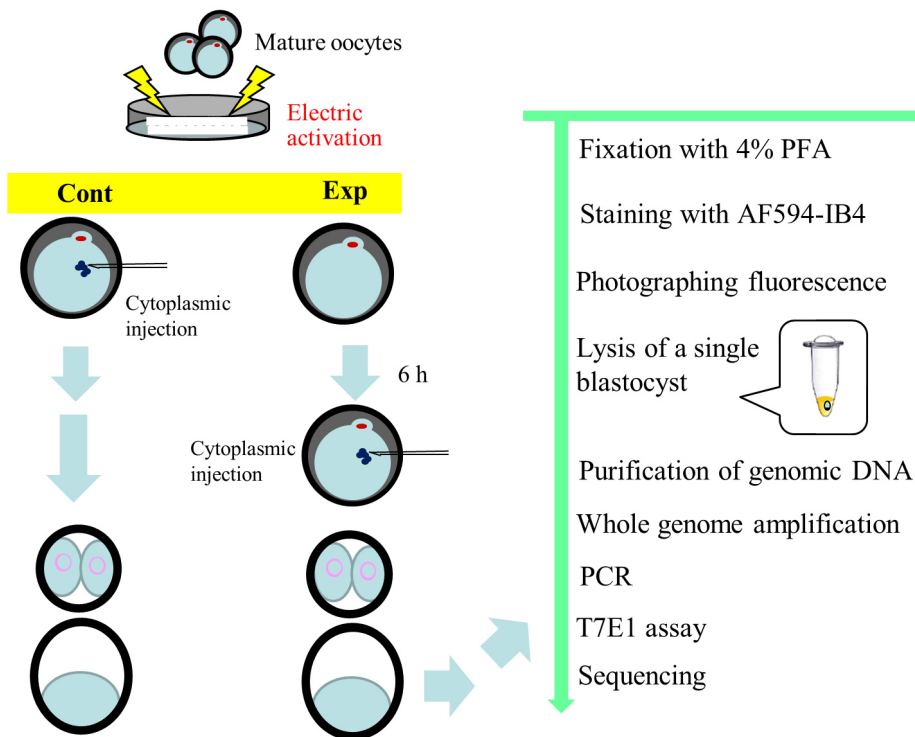 Mature oocytes
Electric
activation
Cont
Exp
Cytoplasmic
injection
6 h
Cytoplasmic
injection
Fixation with 4% PFA
Staining with AF594-IB4
Photographing fluorescence
Lysis of a single
blastocyst
Purification of genomic DNA
Whole genome amplification
PCR
T7E1 assay
Sequencing